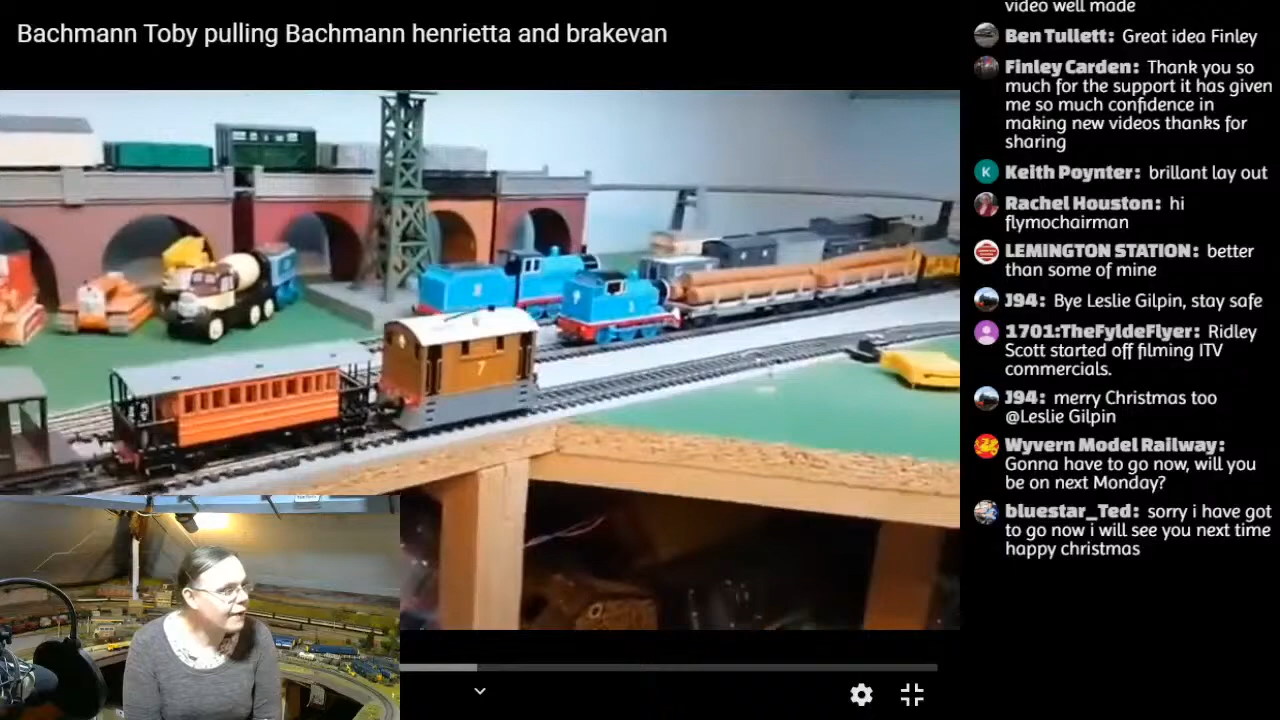 Bachmann Toby pulling Bachmann henrietta and brakevan
7
video well made
Ben Tullett: Great idea Finley
Finley Carden: Thank you so
much for the support it has given
me so much confidence in
making new videos thanks for
sharing
K Keith Poynter: brillant lay out
Rachel Houston: hi
flymochairman
LEMINGTON STATION: better
than some of mine
J94: Bye Leslie Gilpin, stay safe
1701:TheFyldeFlyer: Ridley
Scott started off filming ITV
commercials.
J94: merry Christmas too
@Leslie Gilpin
Wyvern Model Railway:
Gonna have to go now, will you
be on next Monday?
bluestar_Ted: sorry i have got
to go now i will see you next time
happy christmas